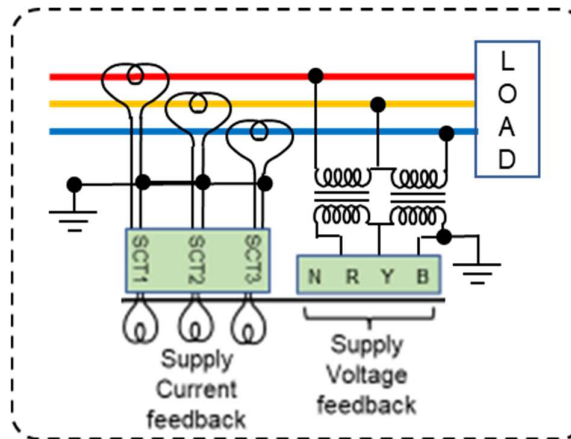 L
O
A
D
SCT1
SCT2
SCT3
N R Y B
Supply
Current
feedback
Supply
Voltage
feedback